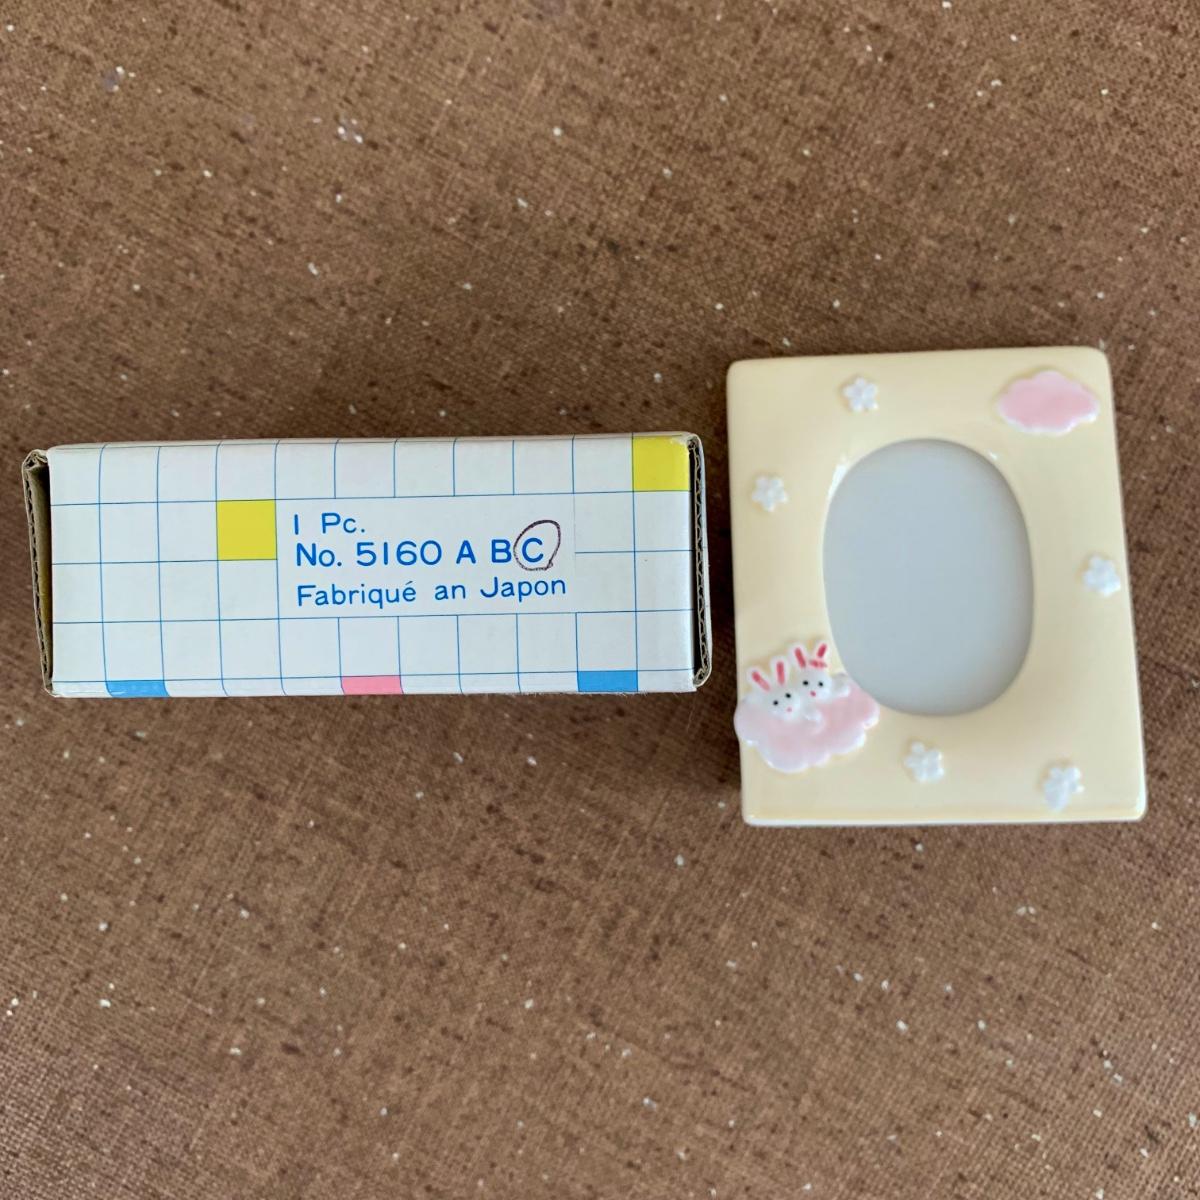 1 Pc.
No. 5160 A B C
Fabriqué an Japon